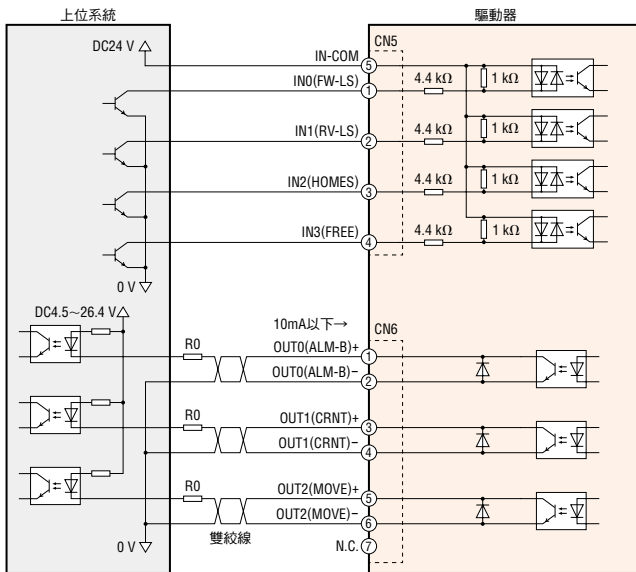 上位系統
驅動器
DC24 V
IN-COM
CN5
5
IN0(FW-LS)
1
4.4 kΩ
1 kΩ
IN1(RV-LS)
2
4.4 kΩ
1 kΩ
IN2(HOMES)
3
4.4 kΩ
1 kΩ
IN3(FREE)
4
4.4 kΩ
1 kΩ
0 V
DC4.5~26.4 V
10mA以下→
CN6
R0
OUT0(ALM-B)+
1
OUT0(ALM-B)−
2
R0
OUT1(CRNT)+
3
OUT1(CRNT)−
4
R0
OUT2(MOVE)+
5
OUT2(MOVE)−
6
0 V
雙絞線
N.C.
7